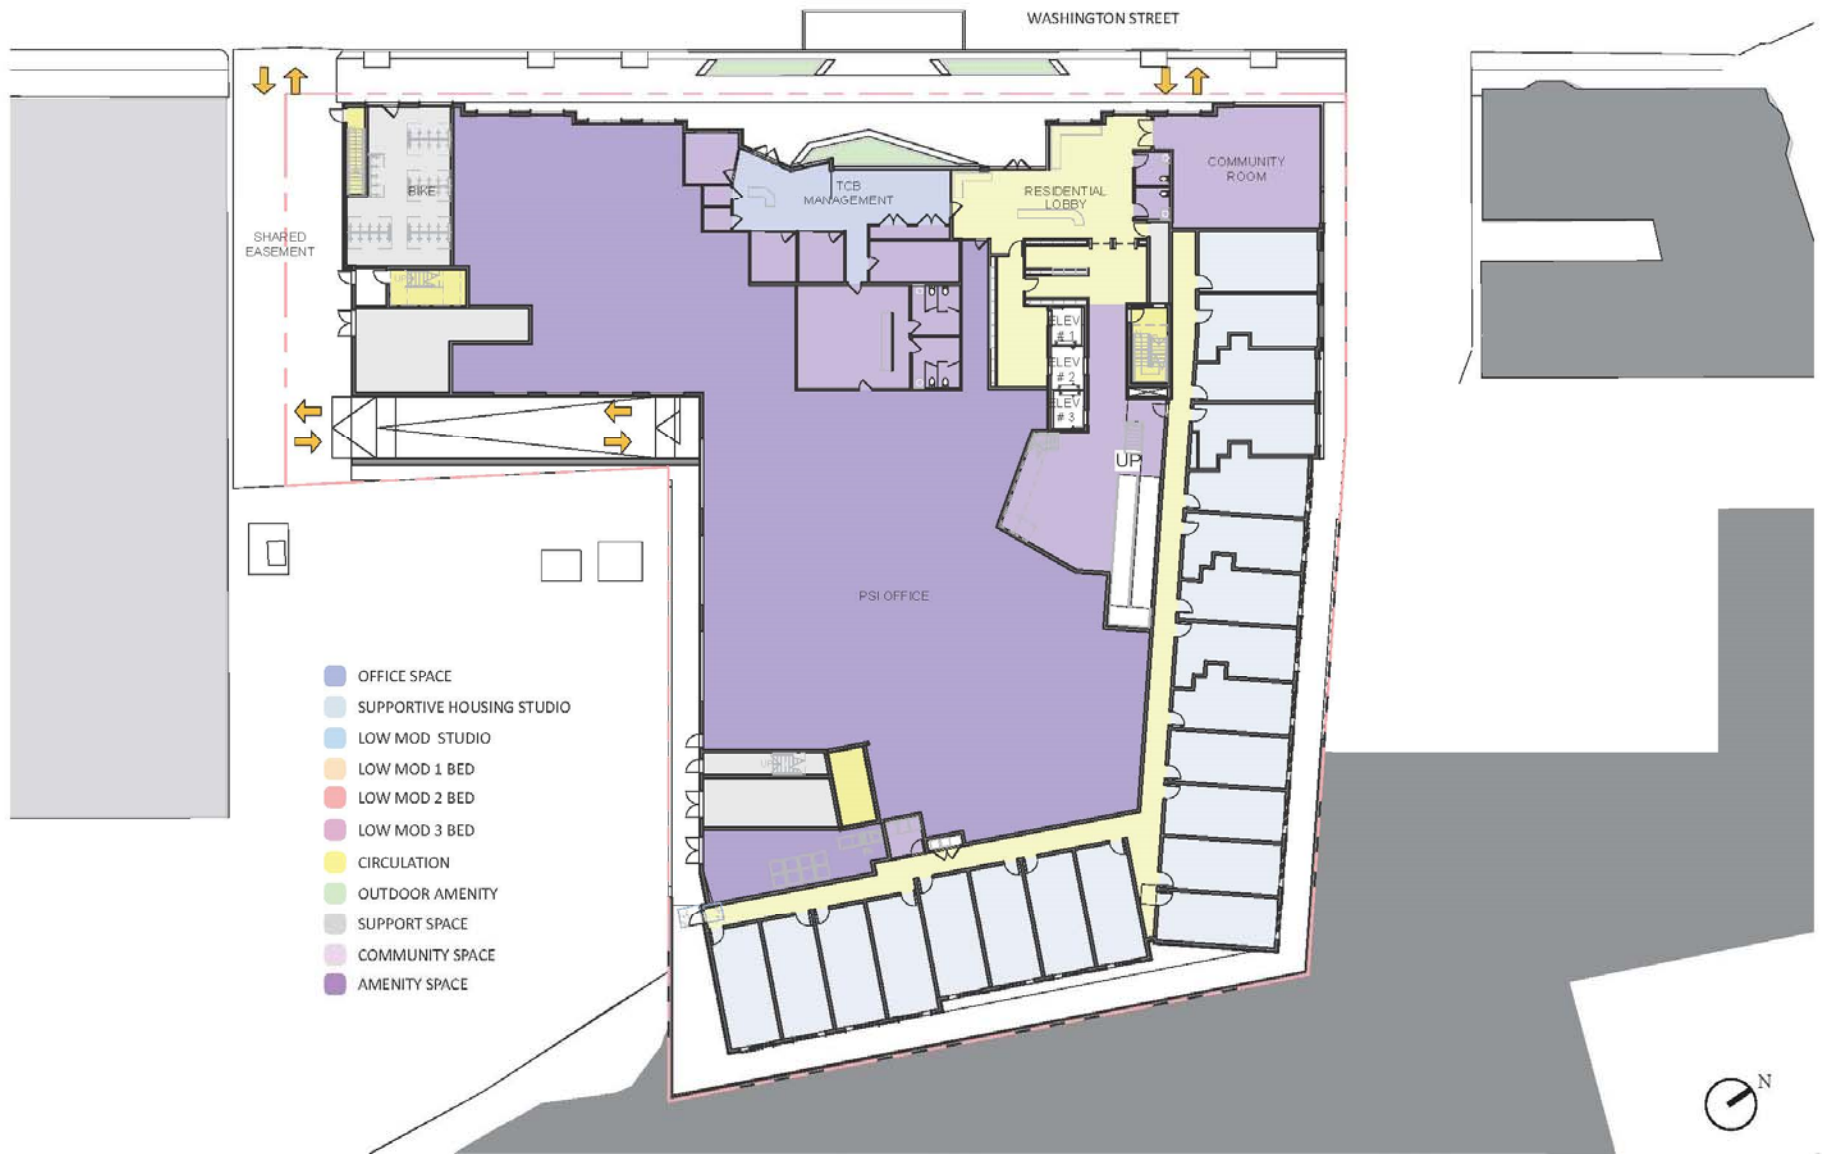 WASHINGTON STREET
COMMUNITY
ROOM
BIKE
TCB
MANAGEMENT
RESIDENTIAL
LOBBY
SHARED
EASEMENT
UP
ELEV
# 1
ELEV
# 2
ELEV
# 3
UP
PSI OFFICE
UP
OFFICE SPACE
SUPPORTIVE HOUSING STUDIO
LOW MOD STUDIO
LOW MOD 1 BED
LOW MOD 2 BED
LOW MOD 3 BED
CIRCULATION
OUTDOOR AMENITY
SUPPORT SPACE
COMMUNITY SPACE
AMENITY SPACE
N